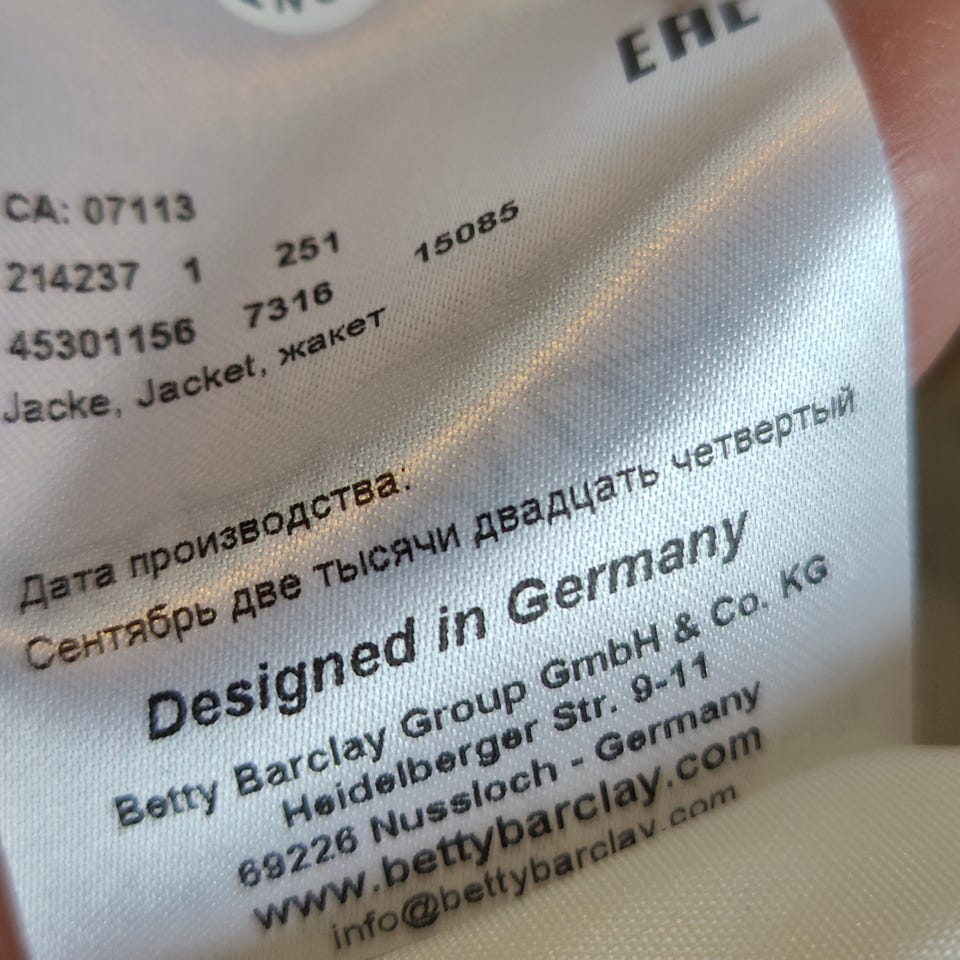 EAC
CA: 07113
214237 1 251 15085
45301156 7316
Jacke, Jacket, жакет
Дата производства:
Сентябрь две тысячи двадцать четвертый
Designed in Germany
Betty Barclay Group GmbH & Co. KG
Heidelberger Str. 9-11
69226 Nussloch - Germany
www.bettybarclay.com
info@bettybarclay.com